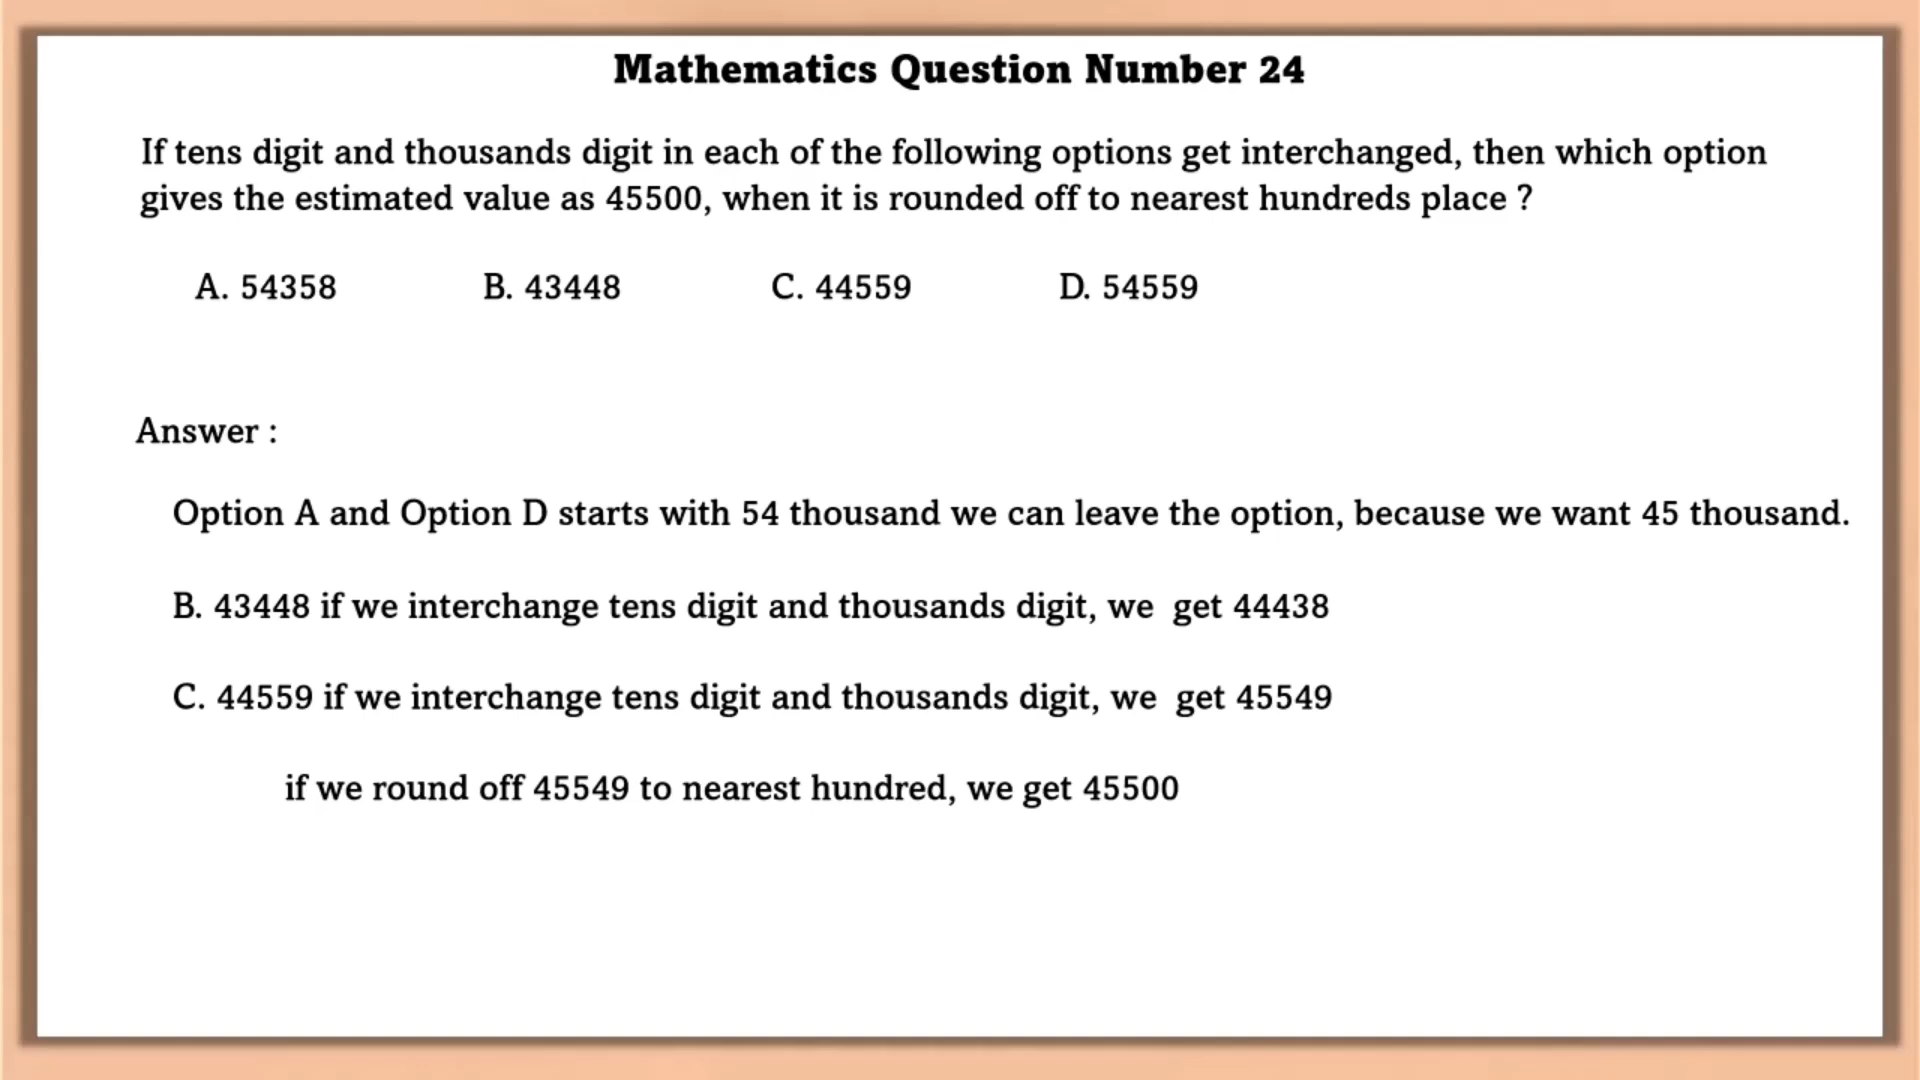 Mathematics Question Number 24
If tens digit and thousands digit in each of the following options get interchanged, then which option
gives the estimated value as 45500, when it is rounded off to nearest hundreds place ?
A. 54358 B. 43448 C. 44559 D. 54559
Answer :
Option A and Option D starts with 54 thousand we can leave the option, because we want 45 thousand.
B. 43448 if we interchange tens digit and thousands digit, we get 44438
C. 44559 if we interchange tens digit and thousands digit, we get 45549
if we round off 45549 to nearest hundred, we get 45500